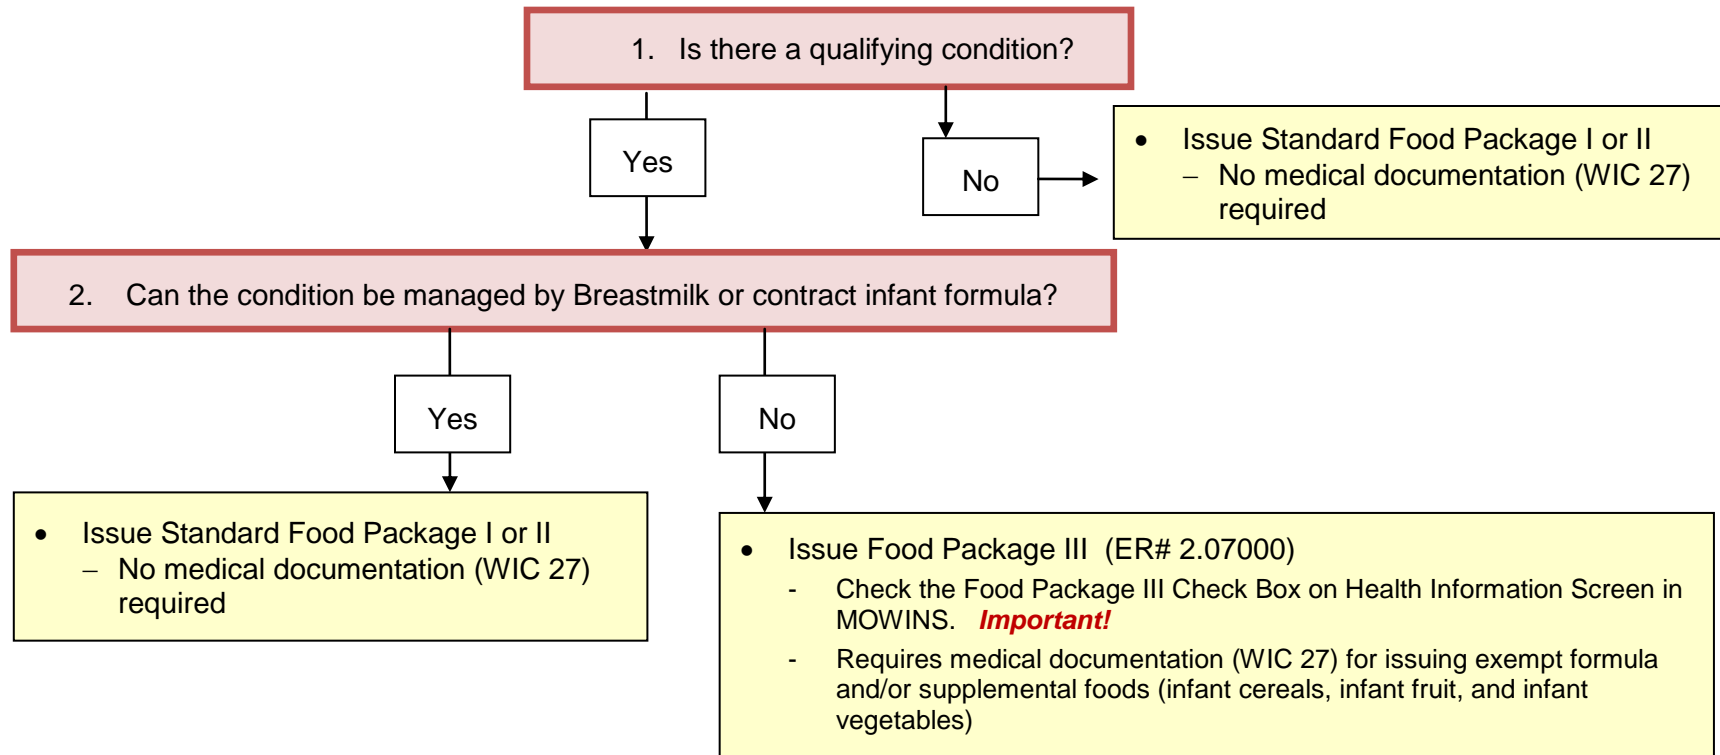 1. Is there a qualifying condition?
Yes
No
• Issue Standard Food Package I or II
– No medical documentation (WIC 27)
required
2. Can the condition be managed by Breastmilk or contract infant formula?
Yes
No
• Issue Standard Food Package I or II
– No medical documentation (WIC 27)
required
• Issue Food Package III (ER# 2.07000)
- Check the Food Package III Check Box on Health Information Screen in
MOWINS. Important!
- Requires medical documentation (WIC 27) for issuing exempt formula
and/or supplemental foods (infant cereals, infant fruit, and infant
vegetables)